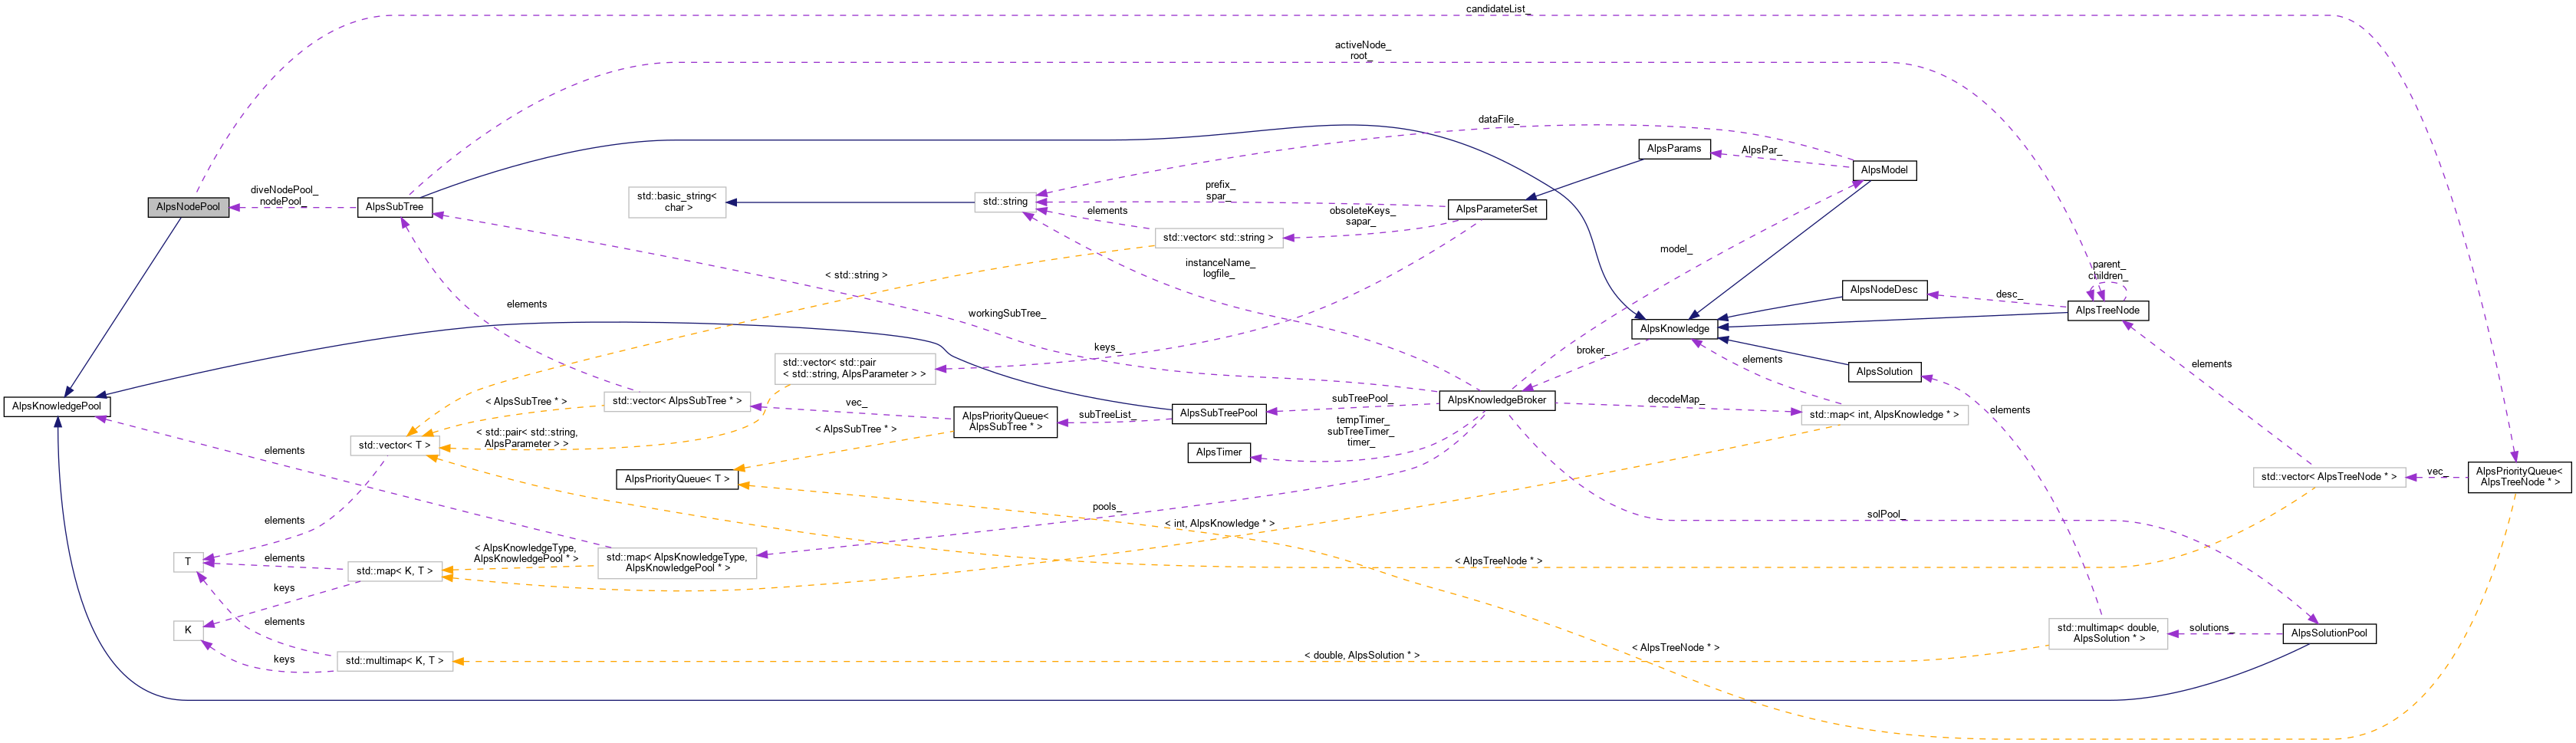 candidateList_
activeNode_
root_
dataFile_
AlpsParams
AlpsPar_
AlpsModel
diveNodePool_
nodePool_
AlpsNodePool
AlpsSubTree
std::basic_string<
char >
std::string
prefix_
spar_
AlpsParameterSet
elements
obsoleteKeys_
sapar_
std::vector< std::string >
model_
instanceName_
logfile_
< std::string >
parent_
children_
AlpsNodeDesc
desc_
AlpsTreeNode
elements
workingSubTree_
AlpsKnowledge
keys_
broker_
elements
std::vector< std::pair
< std::string, AlpsParameter > >
AlpsSolution
elements
AlpsKnowledgePool
< AlpsSubTree * >
std::vector< AlpsSubTree * >
vec_
AlpsPriorityQueue<
AlpsSubTree * >
subTreeList_
AlpsSubTreePool
subTreePool_
AlpsKnowledgeBroker
decodeMap_
std::map< int, AlpsKnowledge * >
elements
tempTimer_
subTreeTimer_
timer_
< AlpsSubTree * >
< std::pair< std::string,
AlpsParameter > >
std::vector< T >
elements
AlpsTimer
AlpsPriorityQueue< T >
std::vector< AlpsTreeNode * >
vec_
AlpsPriorityQueue<
AlpsTreeNode * >
pools_
solPool_
elements
< int, AlpsKnowledge * >
T
elements
< AlpsKnowledgeType,
AlpsKnowledgePool * >
std::map< AlpsKnowledgeType,
AlpsKnowledgePool * >
std::map< K, T >
< AlpsTreeNode * >
keys
K
elements
std::multimap< double,
AlpsSolution * >
solutions_
AlpsSolutionPool
keys
std::multimap< K, T >
< double, AlpsSolution * >
< AlpsTreeNode * >